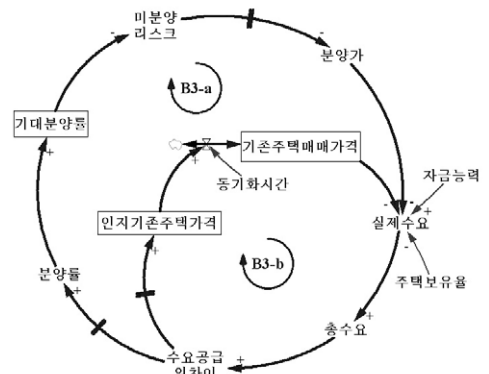 미분양
리스크
분양가
B3-a
기대분양률
기존주택매매가격
동기화시간
자금능력
인지기존주택가격
실제수요
B3-b
주택보유율
분양률
총수요
수요공급
의차이